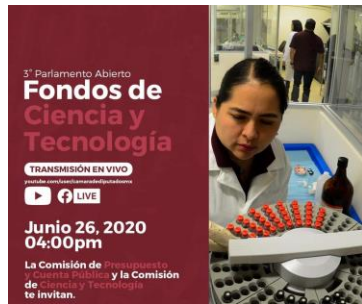 3° Parlamento Abierto
Fondos de
Ciencia y
Tecnología
TRANSMISIÓN EN VIVO
youtube.com/user/camaradediputadosmx
LIVE
Junio 26, 2020
04:00pm
La Comisión de Presupuesto
y Cuenta Pública y la Comisión
de Ciencia y Tecnología
te invitan.